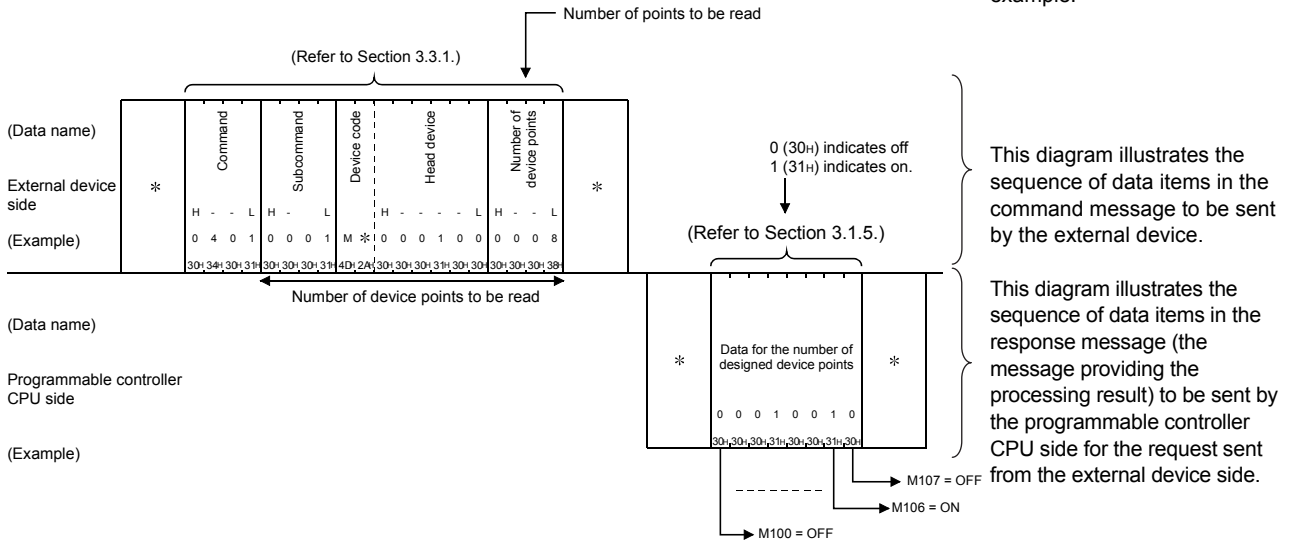 example.
Number of points to be read
(Refer to Section 3.3.1.)
(Data name)
External device
side
(Example)
*
Command
Subcommand
Device code
Head device
Number of
device points
*
H - - L H - L H - - - - L H - - L
0 4 0 1 0 0 0 1 M * 0 0 0 1 0 0 0 0 0 8
30H 34H 30H 31H 30H 30H 30H 31H 4DH 2AH 30H 30H 30H 31H 30H 30H 30H 30H 30H 38H
0 (30H) indicates off
1 (31H) indicates on.
(Refer to Section 3.1.5.)
This diagram illustrates the
sequence of data items in the
command message to be sent
by the external device.
Number of device points to be read
(Data name)
Programmable controller
CPU side
(Example)
*
Data for the number of
designed device points
*
0 0 0 1 0 0 1 0
30H 30H 30H 31H 30H 30H 31H 30H
M107 = OFF
M106 = ON
M100 = OFF
This diagram illustrates the
sequence of data items in the
response message (the
message providing the
processing result) to be sent by
the programmable controller
CPU side for the request sent
from the external device side.